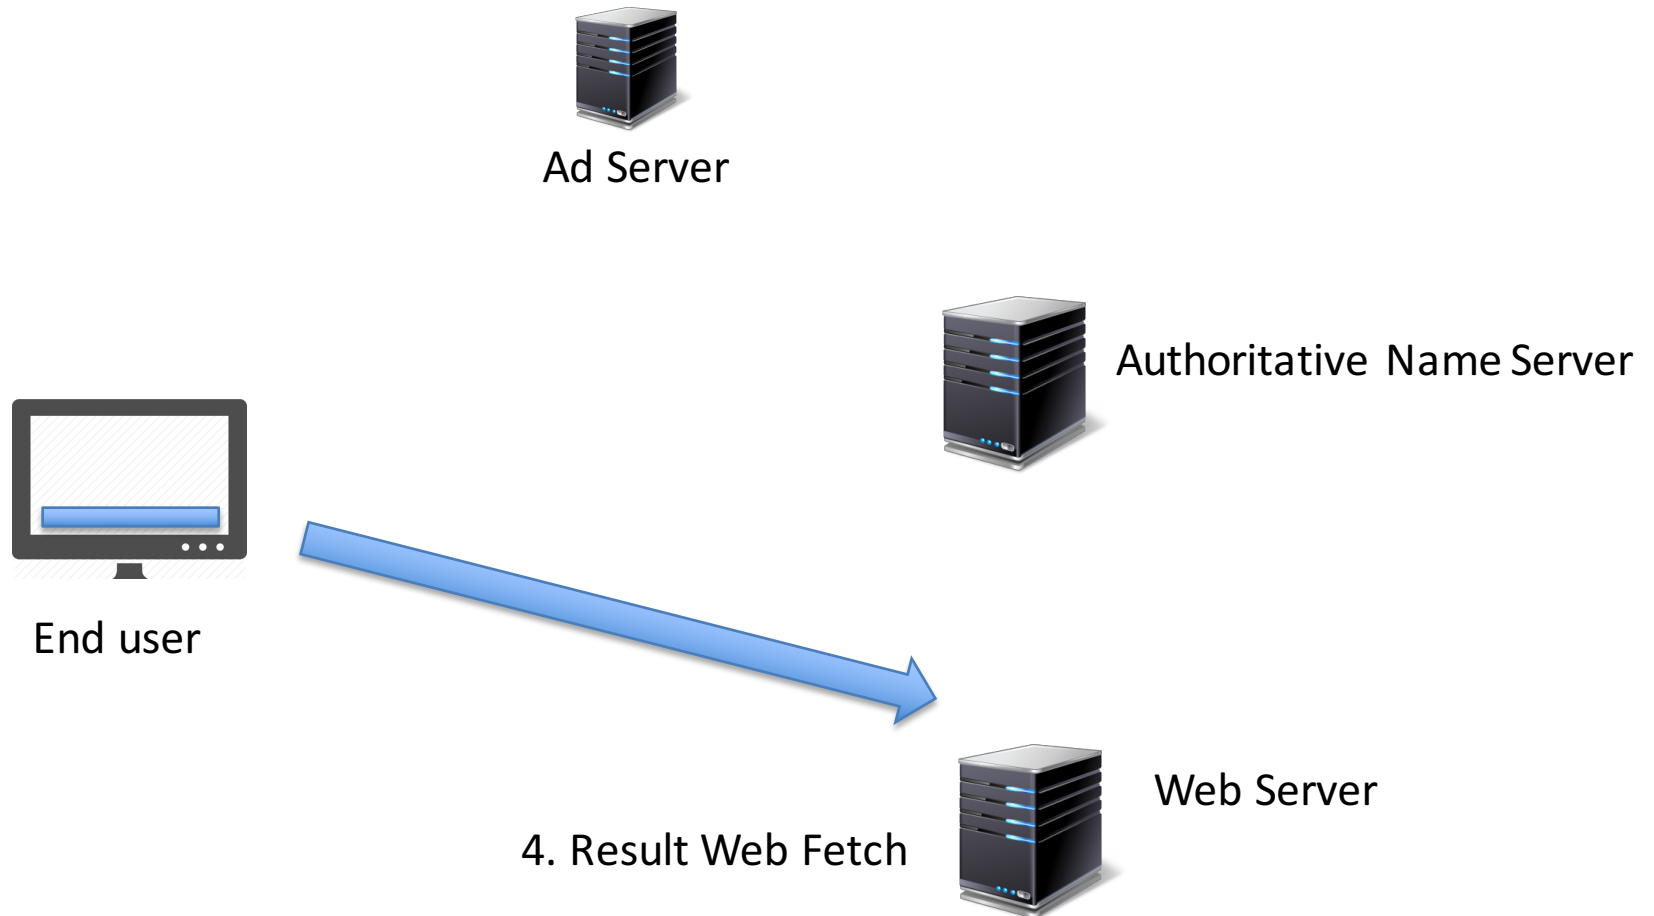 Ad Server
Authoritative Name Server
End user
Web Server
4. Result Web Fetch